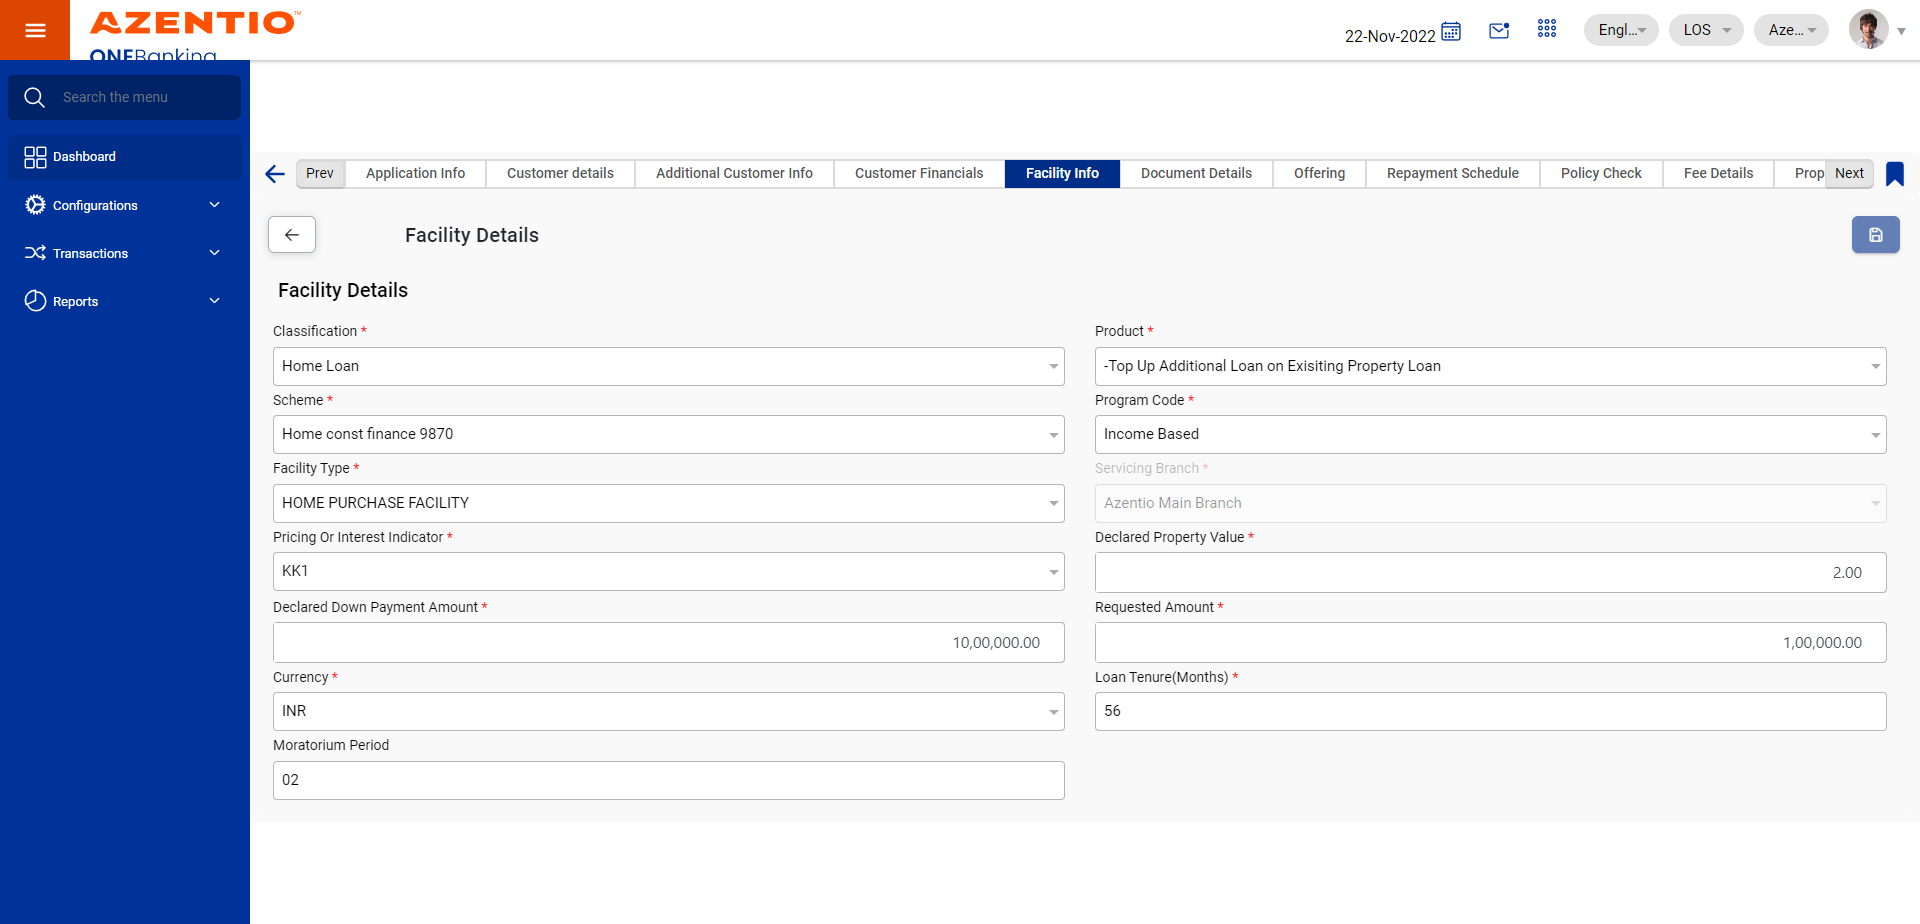 AZENTIO™
ONEBanking
22-Nov-2022
Engl...
LOS
Aze...
Search the menu
Dashboard
Configurations
Transactions
Reports
Prev
Application Info
Customer details
Additional Customer Info
Customer Financials
Facility Info
Document Details
Offering
Repayment Schedule
Policy Check
Fee Details
Prop
Next
Facility Details
Facility Details
Classification *
Home Loan
Product *
-Top Up Additional Loan on Exisiting Property Loan
Scheme *
Home const finance 9870
Program Code *
Income Based
Facility Type *
HOME PURCHASE FACILITY
Servicing Branch *
Azentio Main Branch
Pricing Or Interest Indicator *
KK1
Declared Property Value *
2.00
Declared Down Payment Amount *
10,00,000.00
Requested Amount *
1,00,000.00
Currency *
INR
Loan Tenure(Months) *
56
Moratorium Period
02